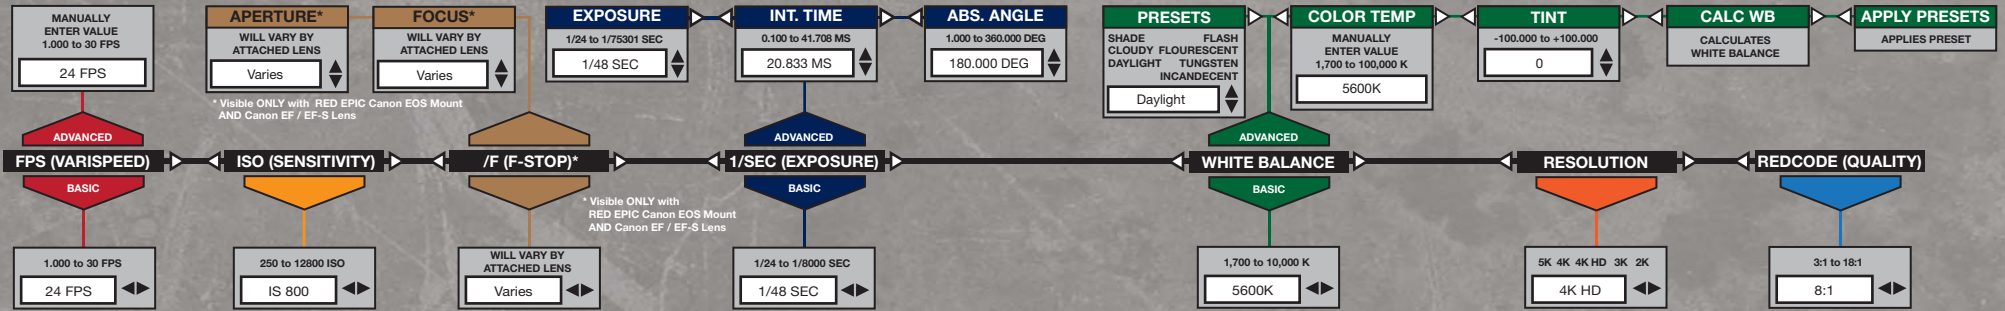 MANUALLY
ENTER VALUE
1.000 to 30 FPS
24 FPS
APERTURE*
WILL VARY BY
ATTACHED LENS
Varies
FOCUS*
WILL VARY BY
ATTACHED LENS
Varies
* Visible ONLY with RED EPIC Canon EOS Mount
AND Canon EF / EF-S Lens
EXPOSURE
1/24 to 1/75301 SEC
1/48 SEC
INT. TIME
0.100 to 41.708 MS
20.833 MS
ABS. ANGLE
1.000 to 360.000 DEG
180.000 DEG
PRESETS
SHADE FLASH
CLOUDY FLOURESCENT
DAYLIGHT TUNGSTEN
INCANDECENT
Daylight
COLOR TEMP
MANUALLY
ENTER VALUE
1,700 to 100,000 K
5600K
TINT
-100.000 to +100.000
0
CALC WB
CALCULATES
WHITE BALANCE
APPLY PRESETS
APPLIES PRESET
ADVANCED
ADVANCED
ADVANCED
FPS (VARISPEED)
ISO (SENSITIVITY)
/F (F-STOP)*
1/SEC (EXPOSURE)
WHITE BALANCE
RESOLUTION
REDCODE (QUALITY)
BASIC
BASIC
BASIC
* Visible ONLY with
RED EPIC Canon EOS Mount
AND Canon EF / EF-S Lens
1.000 to 30 FPS
24 FPS
250 to 12800 ISO
IS 800
WILL VARY BY
ATTACHED LENS
Varies
1/24 to 1/8000 SEC
1/48 SEC
1,700 to 10,000 K
5600K
5K 4K 4K HD 3K 2K
4K HD
3:1 to 18:1
8:1